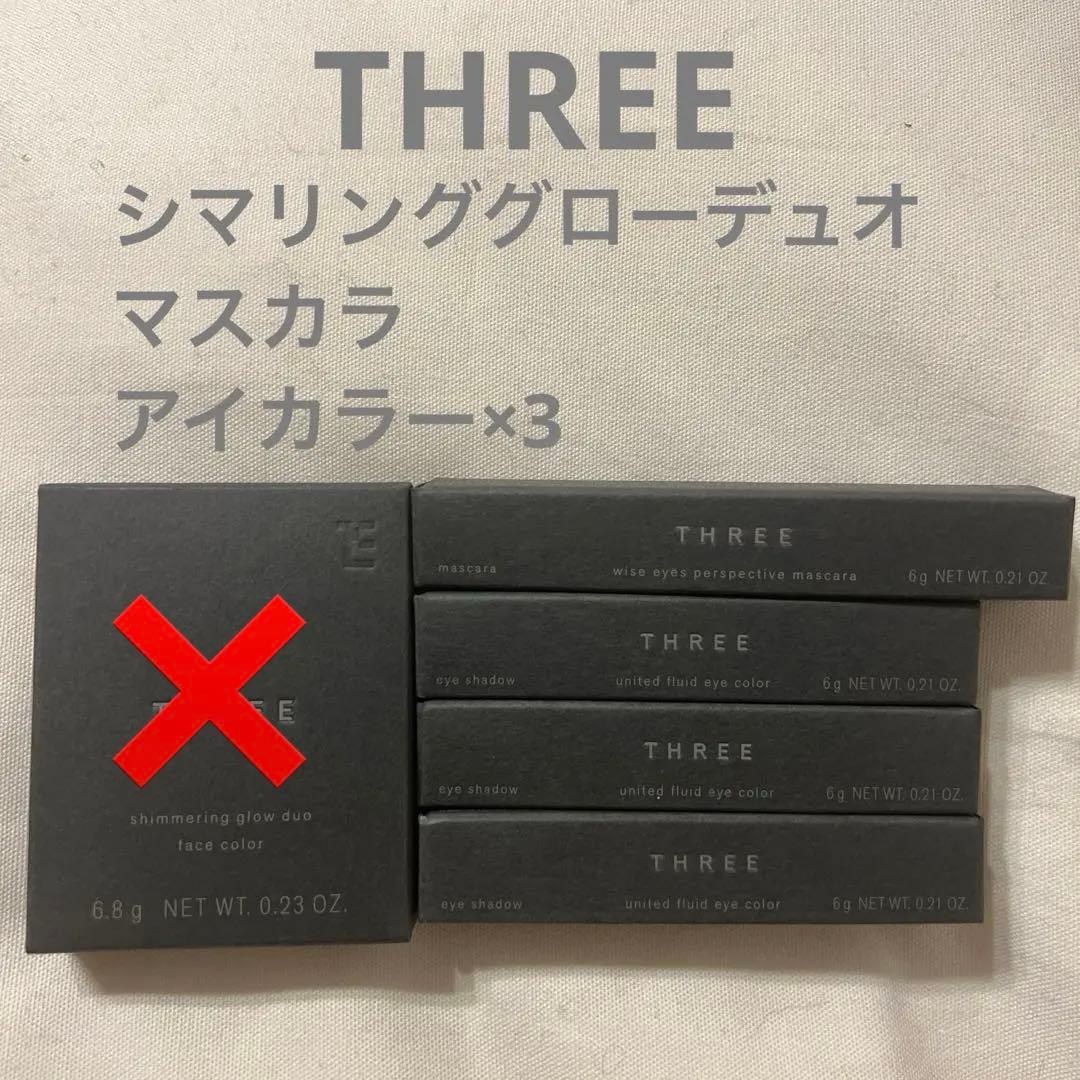 THREE
シマリンググローデュオ
マスカラ
アイカラー×3
shimmering glow duo
face color
6.8 g NET WT. 0.23 OZ.
THREE
mascara wise eyes perspective mascara 6g NET WT. 0.21 OZ
THREE
eye shadow united fluid eye color 6g NET WT. 0.21 OZ.
THREE
eye shadow united fluid eye color 6g NET WT. 0.21 OZ.
THREE
eye shadow united fluid eye color 6g NET WT. 0.21 OZ.